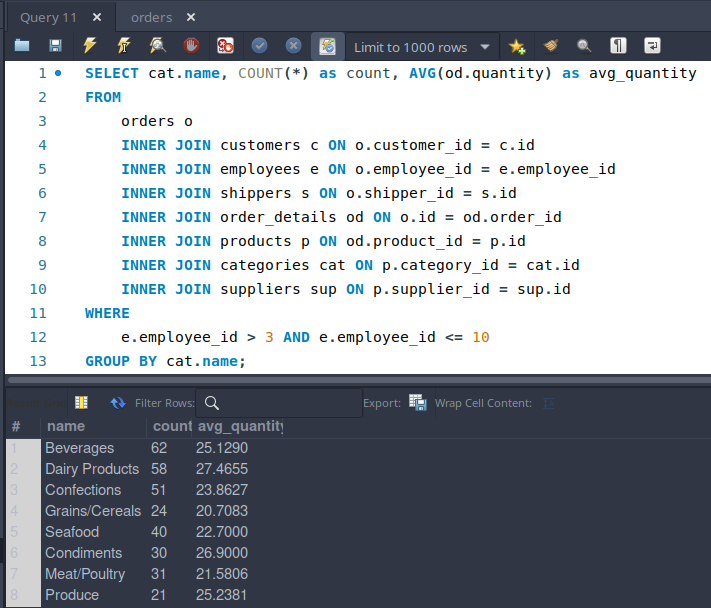 Query 11 × orders ×
Limit to 1000 rows
1 SELECT cat.name, COUNT(*) as count, AVG(od.quantity) as avg_quantity
2 FROM
3 orders o
4 INNER JOIN customers c ON o.customer_id = c.id
5 INNER JOIN employees e ON o.employee_id = e.employee_id
6 INNER JOIN shippers s ON o.shipper_id = s.id
7 INNER JOIN order_details od ON o.id = od.order_id
8 INNER JOIN products p ON od.product_id = p.id
9 INNER JOIN categories cat ON p.category_id = cat.id
10 INNER JOIN suppliers sup ON p.supplier_id = sup.id
11 WHERE
12 e.employee_id > 3 AND e.employee_id <= 10
13 GROUP BY cat.name;
Filter Rows: Export: Wrap Cell Content:
# name count avg_quantity
1 Beverages 62 25.1290
2 Dairy Products 58 27.4655
3 Confections 51 23.8627
4 Grains/Cereals 24 20.7083
5 Seafood 40 22.7000
6 Condiments 30 26.9000
7 Meat/Poultry 31 21.5806
8 Produce 21 25.2381